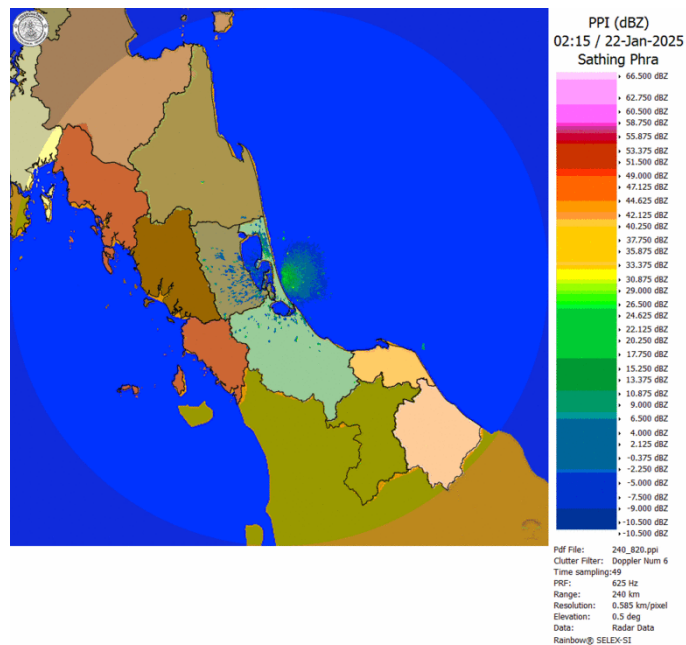 PPI (dBZ)
02:15 / 22-Jan-2025
Sathing Phra
66.500 dBZ
62.750 dBZ
60.500 dBZ
58.750 dBZ
55.875 dBZ
53.375 dBZ
51.500 dBZ
49.000 dBZ
47.125 dBZ
44.625 dBZ
42.125 dBZ
40.250 dBZ
37.750 dBZ
35.875 dBZ
33.375 dBZ
30.875 dBZ
29.000 dBZ
26.500 dBZ
24.625 dBZ
22.125 dBZ
20.250 dBZ
17.750 dBZ
15.250 dBZ
13.375 dBZ
10.875 dBZ
9.000 dBZ
6.500 dBZ
4.000 dBZ
2.125 dBZ
-0.375 dBZ
-2.250 dBZ
-5.000 dBZ
-7.500 dBZ
-9.000 dBZ
-10.500 dBZ
-10.500 dBZ
Pdf File: 240_820.ppi
Clutter Filter: Doppler Num 6
Time sampling:49
PRF: 625 Hz
Range: 240 km
Resolution: 0.585 km/pixel
Elevation: 0.5 deg
Data: Radar Data
Rainbow® SELEX-SI